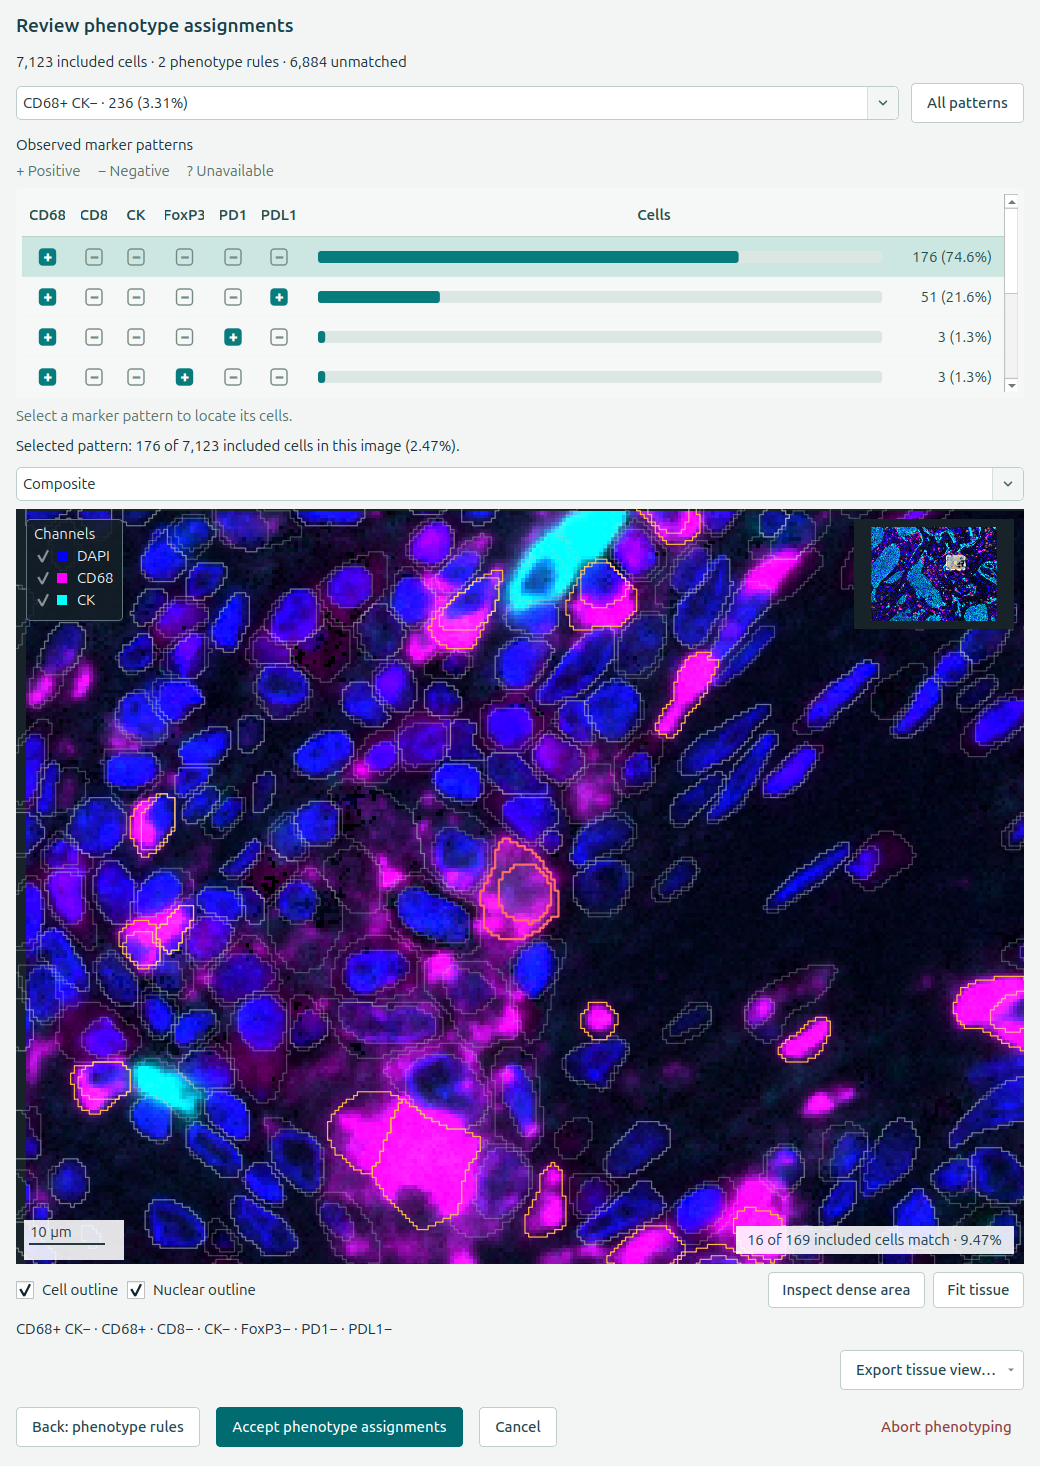 Review phenotype assignments
7,123 included cells · 2 phenotype rules · 6,884 unmatched
CD68+ CK− · 236 (3.31%)
All patterns
Observed marker patterns
+ Positive − Negative ? Unavailable
CD68 CD8 CK FoxP3 PD1 PDL1 Cells
+ − − − − − 176 (74.6%)
+ − − − − + 51 (21.6%)
+ − − − + − 3 (1.3%)
+ − − + − − 3 (1.3%)
Select a marker pattern to locate its cells.
Selected pattern: 176 of 7,123 included cells in this image (2.47%).
Composite
Channels
DAPI
CD68
CK
10 µm
16 of 169 included cells match · 9.47%
Cell outline Nuclear outline
Inspect dense area
Fit tissue
CD68+ CK− · CD68+ · CD8− · CK− · FoxP3− · PD1− · PDL1−
Export tissue view…
Back: phenotype rules
Accept phenotype assignments
Cancel
Abort phenotyping